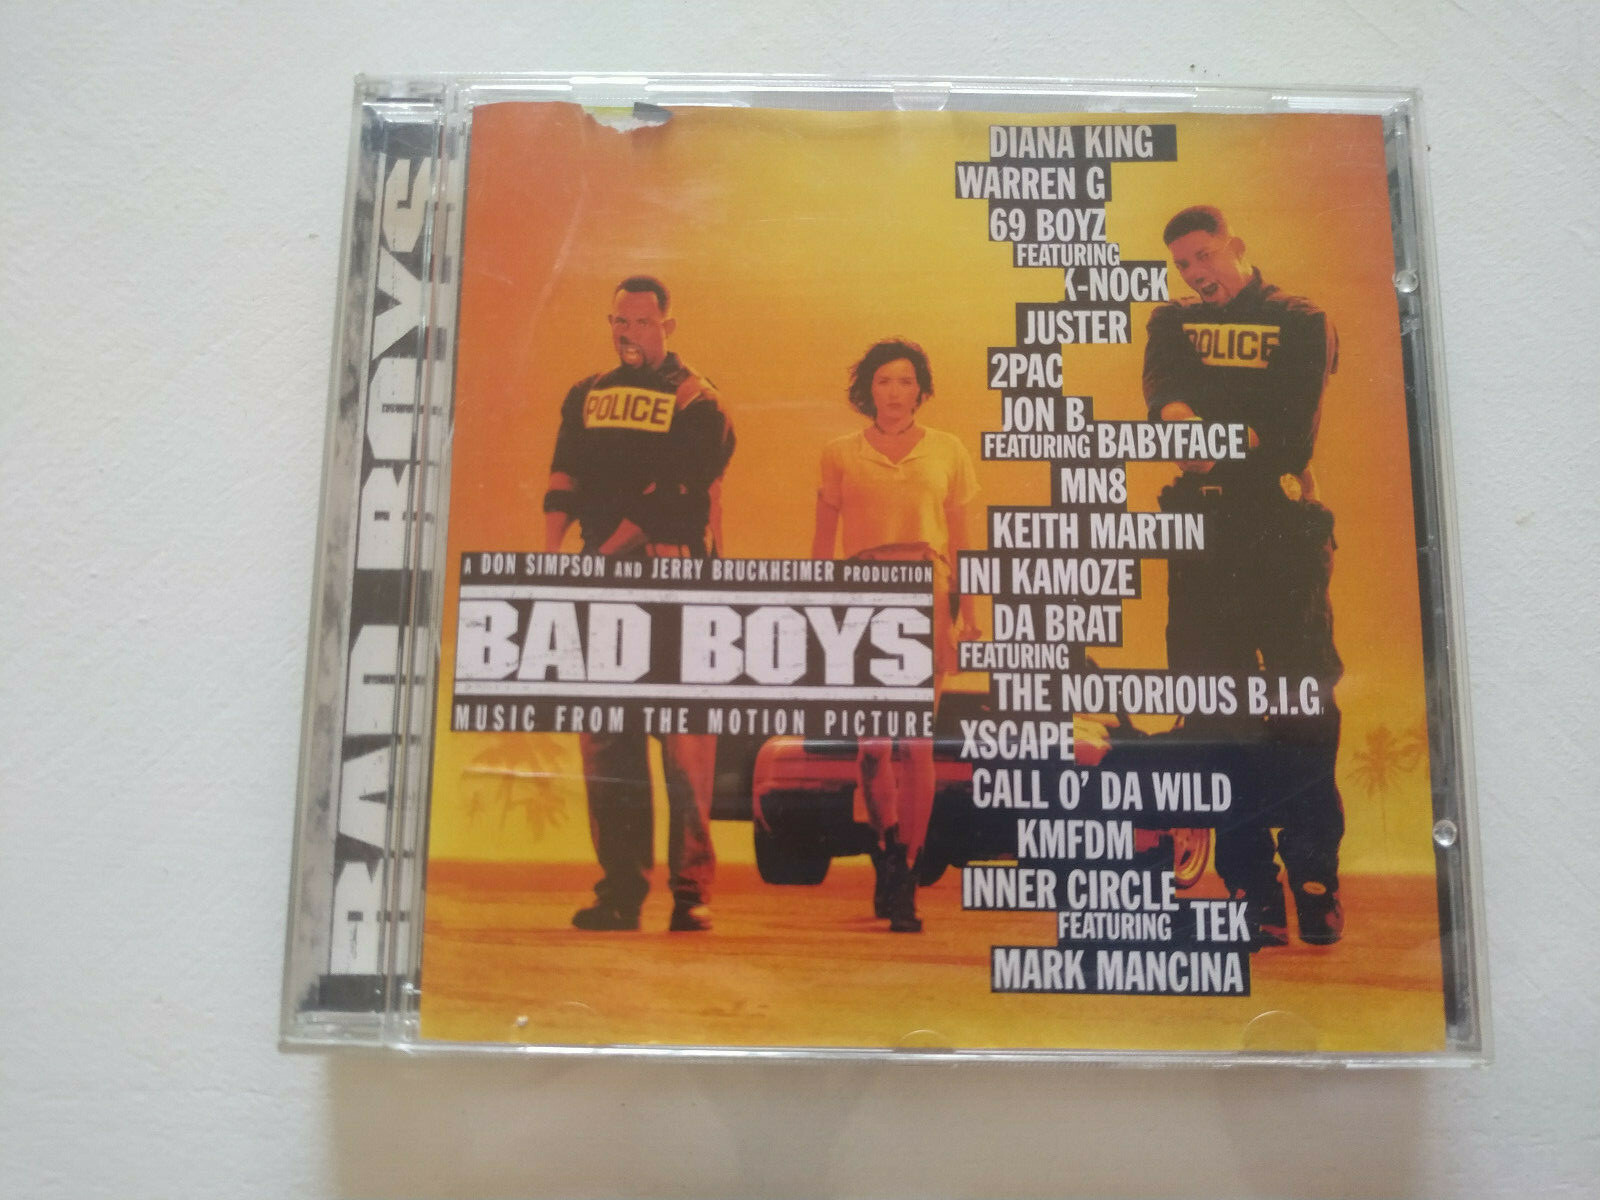 BAD BOYS
DIANA KING
WARREN G
69 BOYZ
FEATURING
K-NOCK
JUSTER
2PAC
JON B.
FEATURING BABYFACE
MN8
KEITH MARTIN
INI KAMOZE
DA BRAT
FEATURING
THE NOTORIOUS B.I.G.
XSCAPE
CALL O' DA WILD
KMFDM
INNER CIRCLE
FEATURING TEK
MARK MANCINA
POLICE
POLICE
A DON SIMPSON AND JERRY BRUCKHEIMER PRODUCTION
BAD BOYS
MUSIC FROM THE MOTION PICTURE